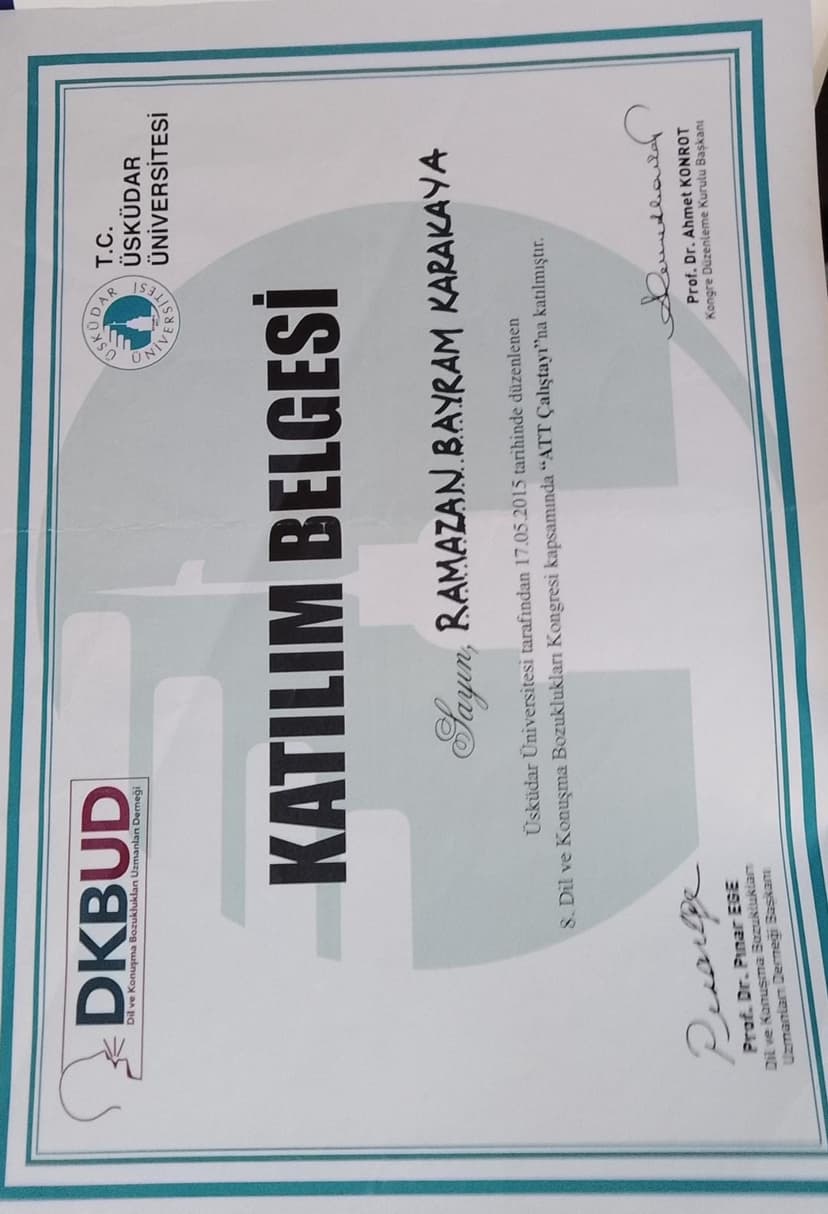 DKBUD
Dil ve Konuşma Bozuklukları Uzmanları Derneği
T.C.
ÜSKÜDAR
ÜNİVERSİTESİ
ÜSKÜDAR ÜNİVERSİTESİ
KATILIM BELGESİ
Sayın, RAMAZAN BAYRAM KARAKAYA
Üsküdar Üniversitesi tarafından 17.05.2015 tarihinde düzenlenen
8. Dil ve Konuşma Bozuklukları Kongresi kapsamında “ATT Çalıştayı”na katılmıştır.
Prof. Dr. Pınar EGE
Dil ve Konuşma Bozuklukları
Uzmanları Derneği Başkanı
Prof. Dr. Ahmet KONROT
Kongre Düzenleme Kurulu Başkanı